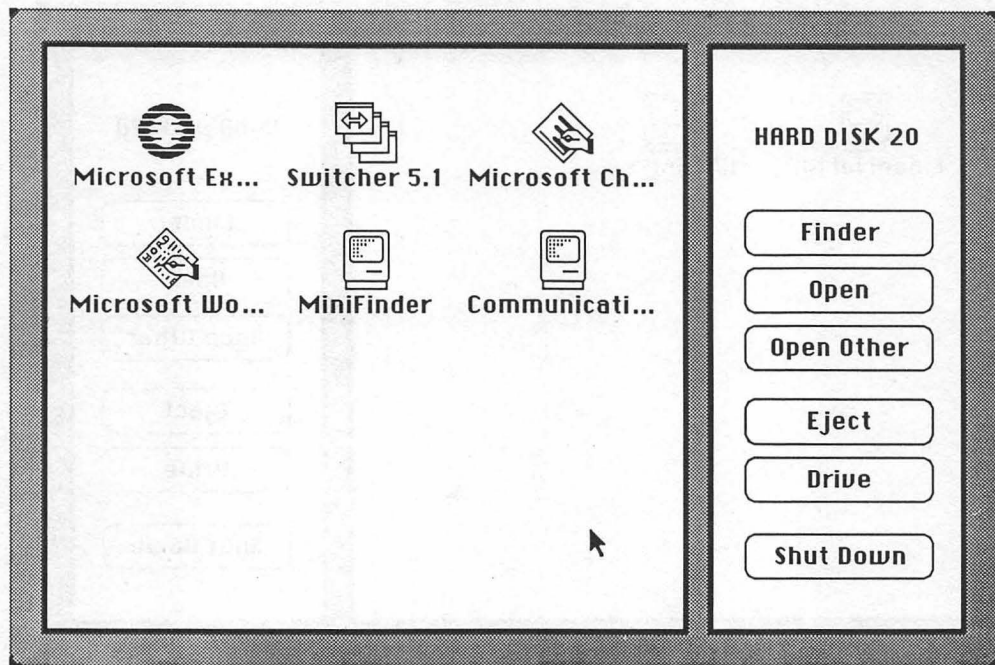 Microsoft Ex... Switcher 5.1 Microsoft Ch...
Microsoft Wo... MiniFinder Communicati...
HARD DISK 20
Finder
Open
Open Other
Eject
Drive
Shut Down